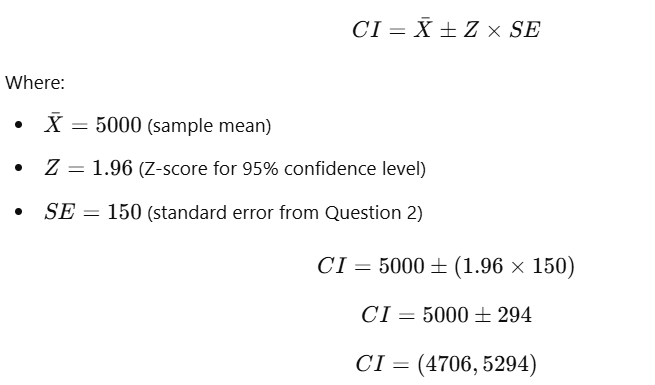 CI = X̄ ± Z × SE
Where:
• X̄ = 5000 (sample mean)
• Z = 1.96 (Z-score for 95% confidence level)
• SE = 150 (standard error from Question 2)
CI = 5000 ± (1.96 × 150)
CI = 5000 ± 294
CI = (4706, 5294)